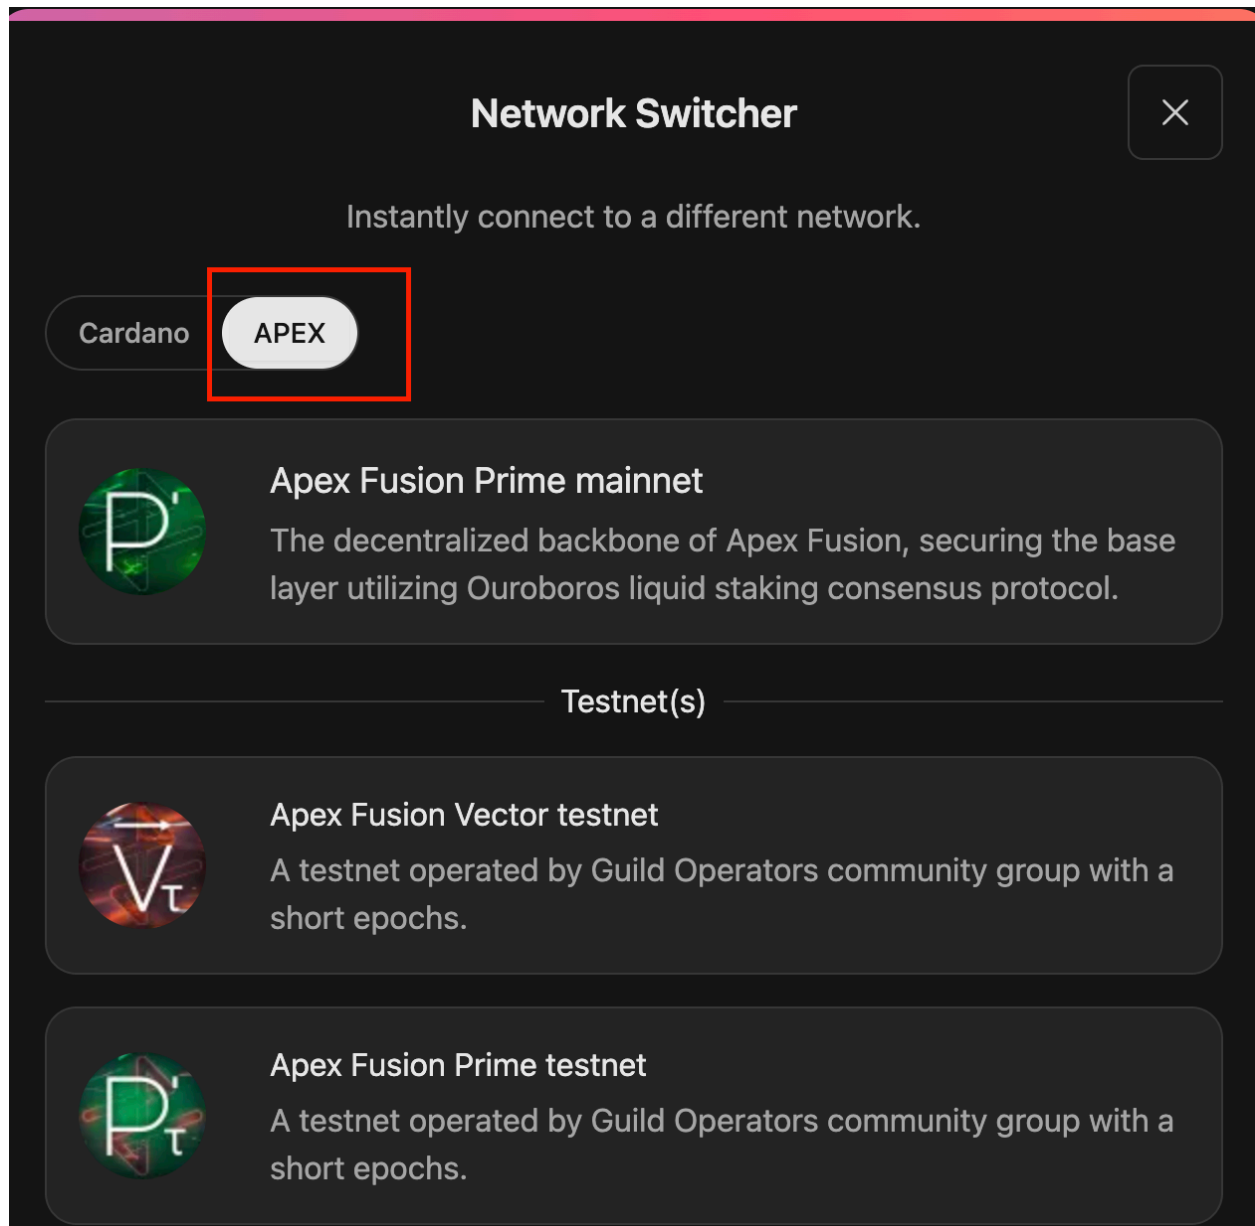 Network Switcher
Instantly connect to a different network.
Cardano APEX
P'
Apex Fusion Prime mainnet
The decentralized backbone of Apex Fusion, securing the base
layer utilizing Ouroboros liquid staking consensus protocol.
Testnet(s)
Vτ
Apex Fusion Vector testnet
A testnet operated by Guild Operators community group with a
short epochs.
P'τ
Apex Fusion Prime testnet
A testnet operated by Guild Operators community group with a
short epochs.